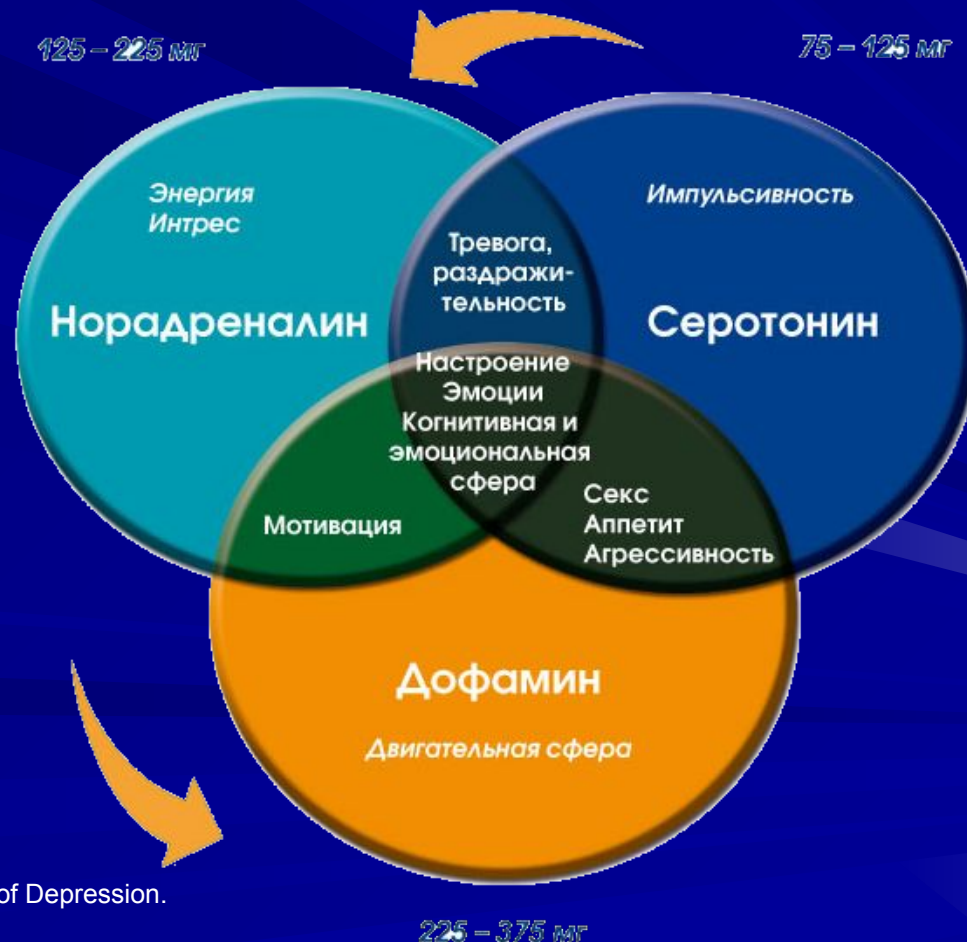 125 – 225 мг
75 – 125 мг
Энергия
Интрес
Импульсивность
Тревога,
раздражи-
тельность
Норадреналин
Серотонин
Настроение
Эмоции
Когнитивная и
эмоциональная
сфера
Мотивация
Секс
Аппетит
Агрессивность
Дофамин
Двигательная сфера
of Depression.
225 – 375 мг